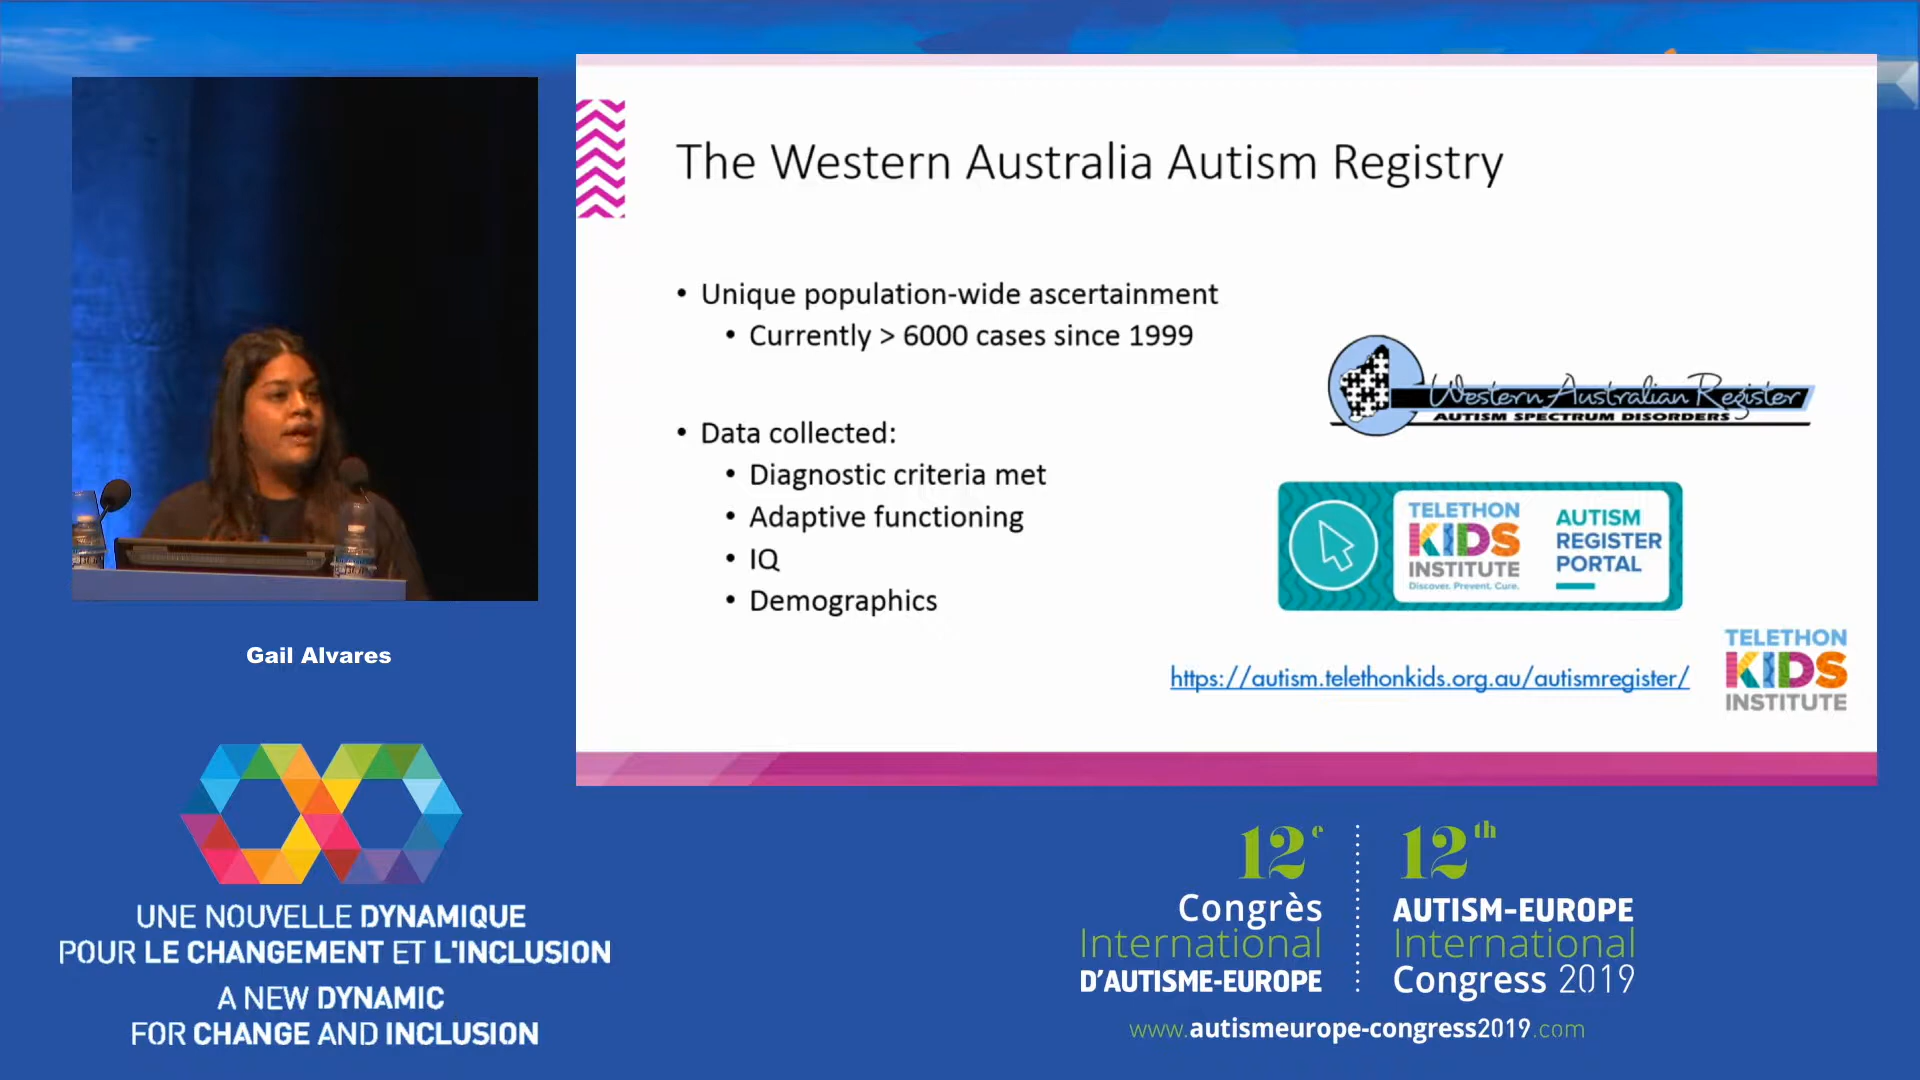 The Western Australia Autism Registry
• Unique population-wide ascertainment
• Currently > 6000 cases since 1999
• Data collected:
• Diagnostic criteria met
• Adaptive functioning
• IQ
• Demographics
Western Australian Register
AUTISM SPECTRUM DISORDERS
TELETHON
KIDS
INSTITUTE
Discover. Prevent. Cure.
AUTISM
REGISTER
PORTAL
https://autism.telethonkids.org.au/autismregister/
TELETHON
KIDS
INSTITUTE
Gail Alvares
UNE NOUVELLE DYNAMIQUE
POUR LE CHANGEMENT ET L'INCLUSION
A NEW DYNAMIC
FOR CHANGE AND INCLUSION
12e
Congrès
International
D'AUTISME-EUROPE
12th
AUTISM-EUROPE
International
Congress 2019
www.autismeurope-congress2019.com